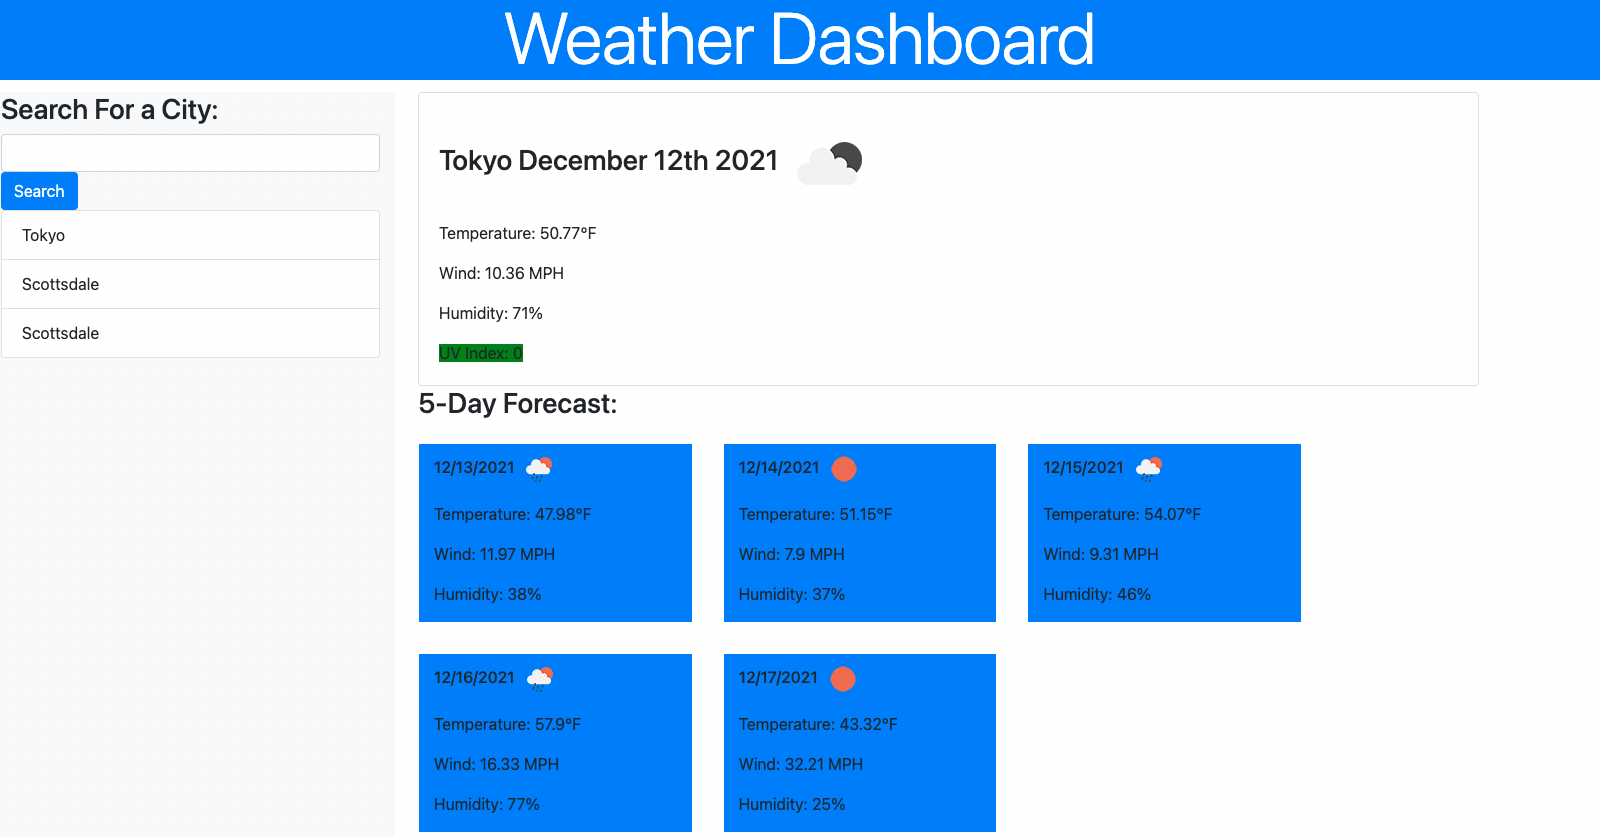 Weather Dashboard
Search For a City:
Search
Tokyo
Scottsdale
Scottsdale
Tokyo December 12th 2021
Temperature: 50.77°F
Wind: 10.36 MPH
Humidity: 71%
UV Index: 0
5-Day Forecast:
12/13/2021
Temperature: 47.98°F
Wind: 11.97 MPH
Humidity: 38%
12/14/2021
Temperature: 51.15°F
Wind: 7.9 MPH
Humidity: 37%
12/15/2021
Temperature: 54.07°F
Wind: 9.31 MPH
Humidity: 46%
12/16/2021
Temperature: 57.9°F
Wind: 16.33 MPH
Humidity: 77%
12/17/2021
Temperature: 43.32°F
Wind: 32.21 MPH
Humidity: 25%